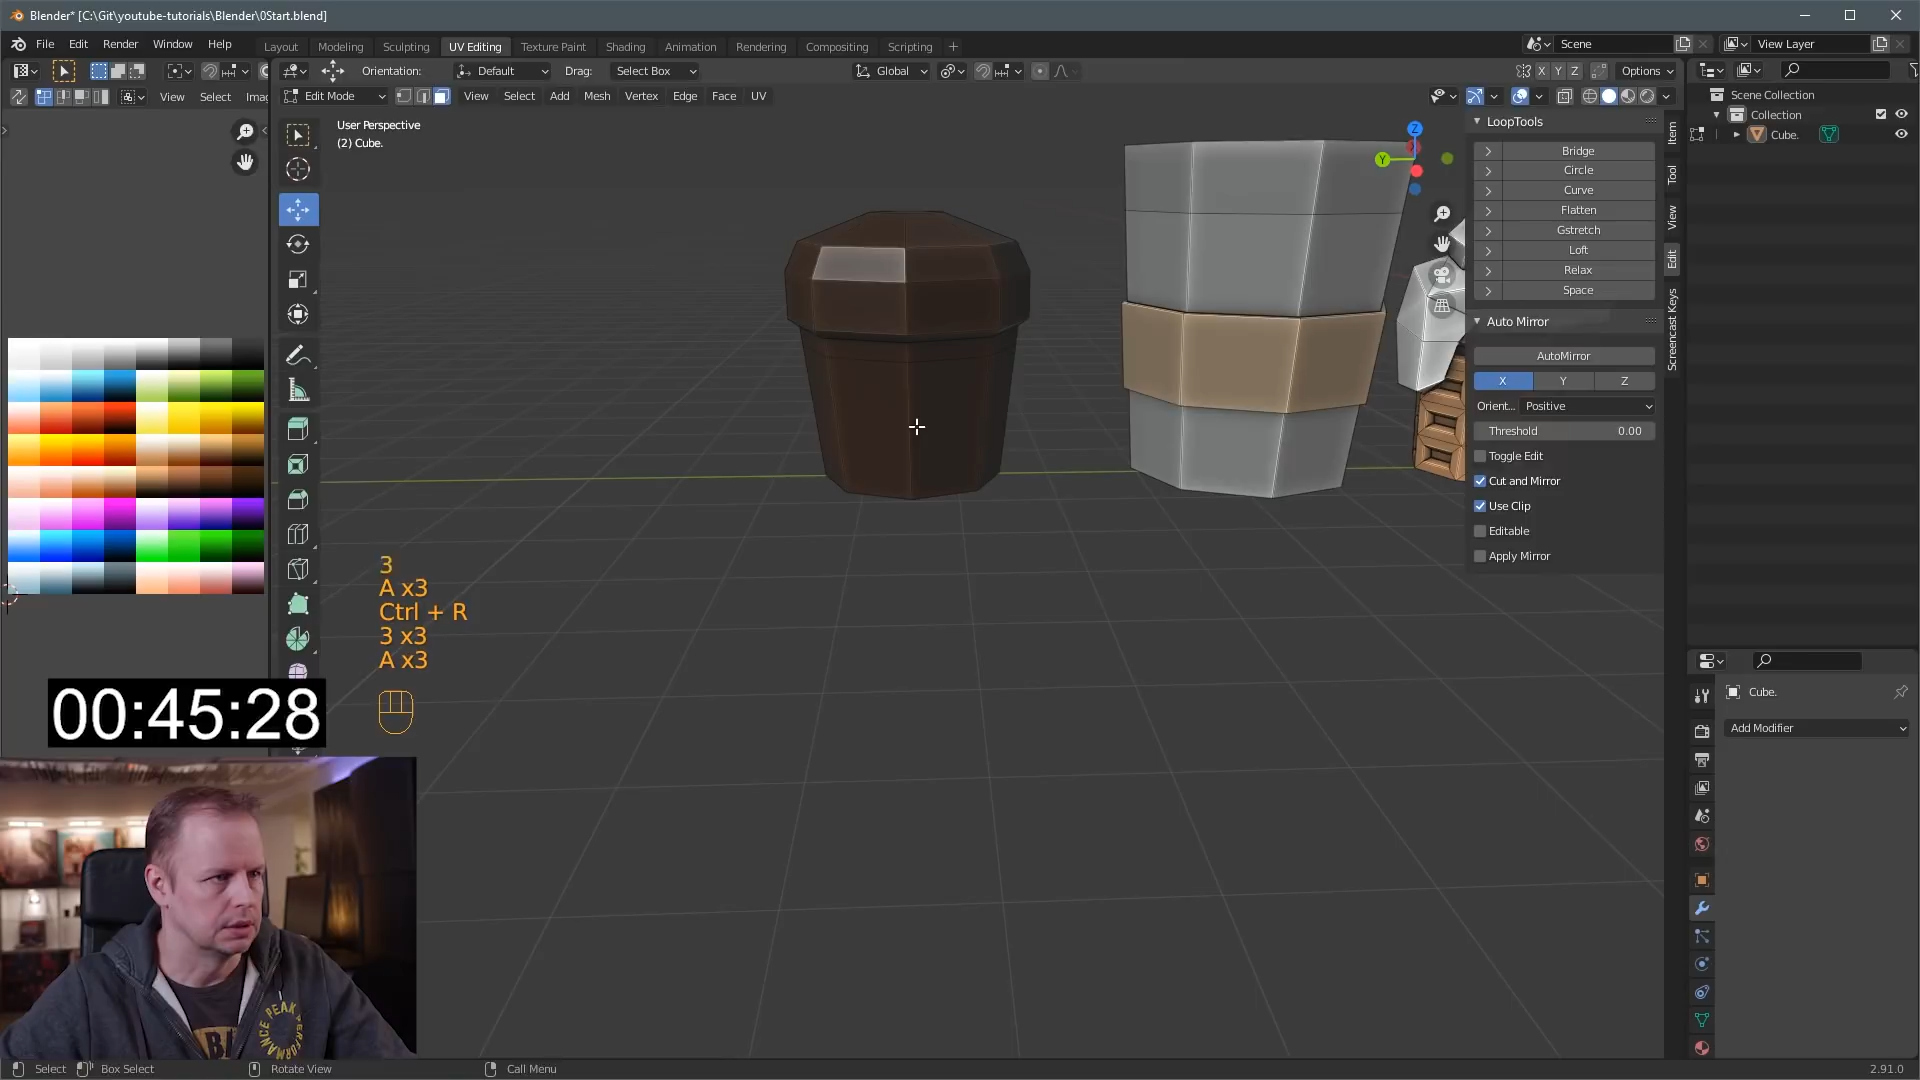 Blender* [C:\Git\youtube-tutorials\Blender\0Start.blend]
File Edit Render Window Help
Layout Modeling Sculpting UV Editing Texture Paint Shading Animation Rendering Compositing Scripting +
Scene
View Layer
Orientation: Default Drag: Select Box
Global
X Y Z
Options
View Select Imag
Edit Mode
View Select Add Mesh Vertex Edge Face UV
User Perspective
(2) Cube.
Z
Y
LoopTools
Bridge
Circle
Curve
Flatten
Gstretch
Loft
Relax
Space
Auto Mirror
AutoMirror
X Y Z
Orient... Positive
Threshold 0.00
Toggle Edit
Cut and Mirror
Use Clip
Editable
Apply Mirror
Item
Tool
View
Edit
Screencast Keys
Scene Collection
Collection
Cube.
Cube.
Add Modifier
3
A x3
Ctrl + R
3 x3
A x3
00:45:28
PEAK
PERFORMANCE
Select Box Select Rotate View Call Menu
2.91.0